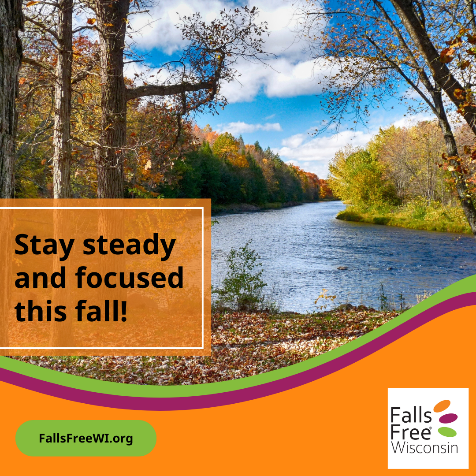 Stay steady
and focused
this fall!
FallsFreeWI.org
Falls
Free
Wisconsin